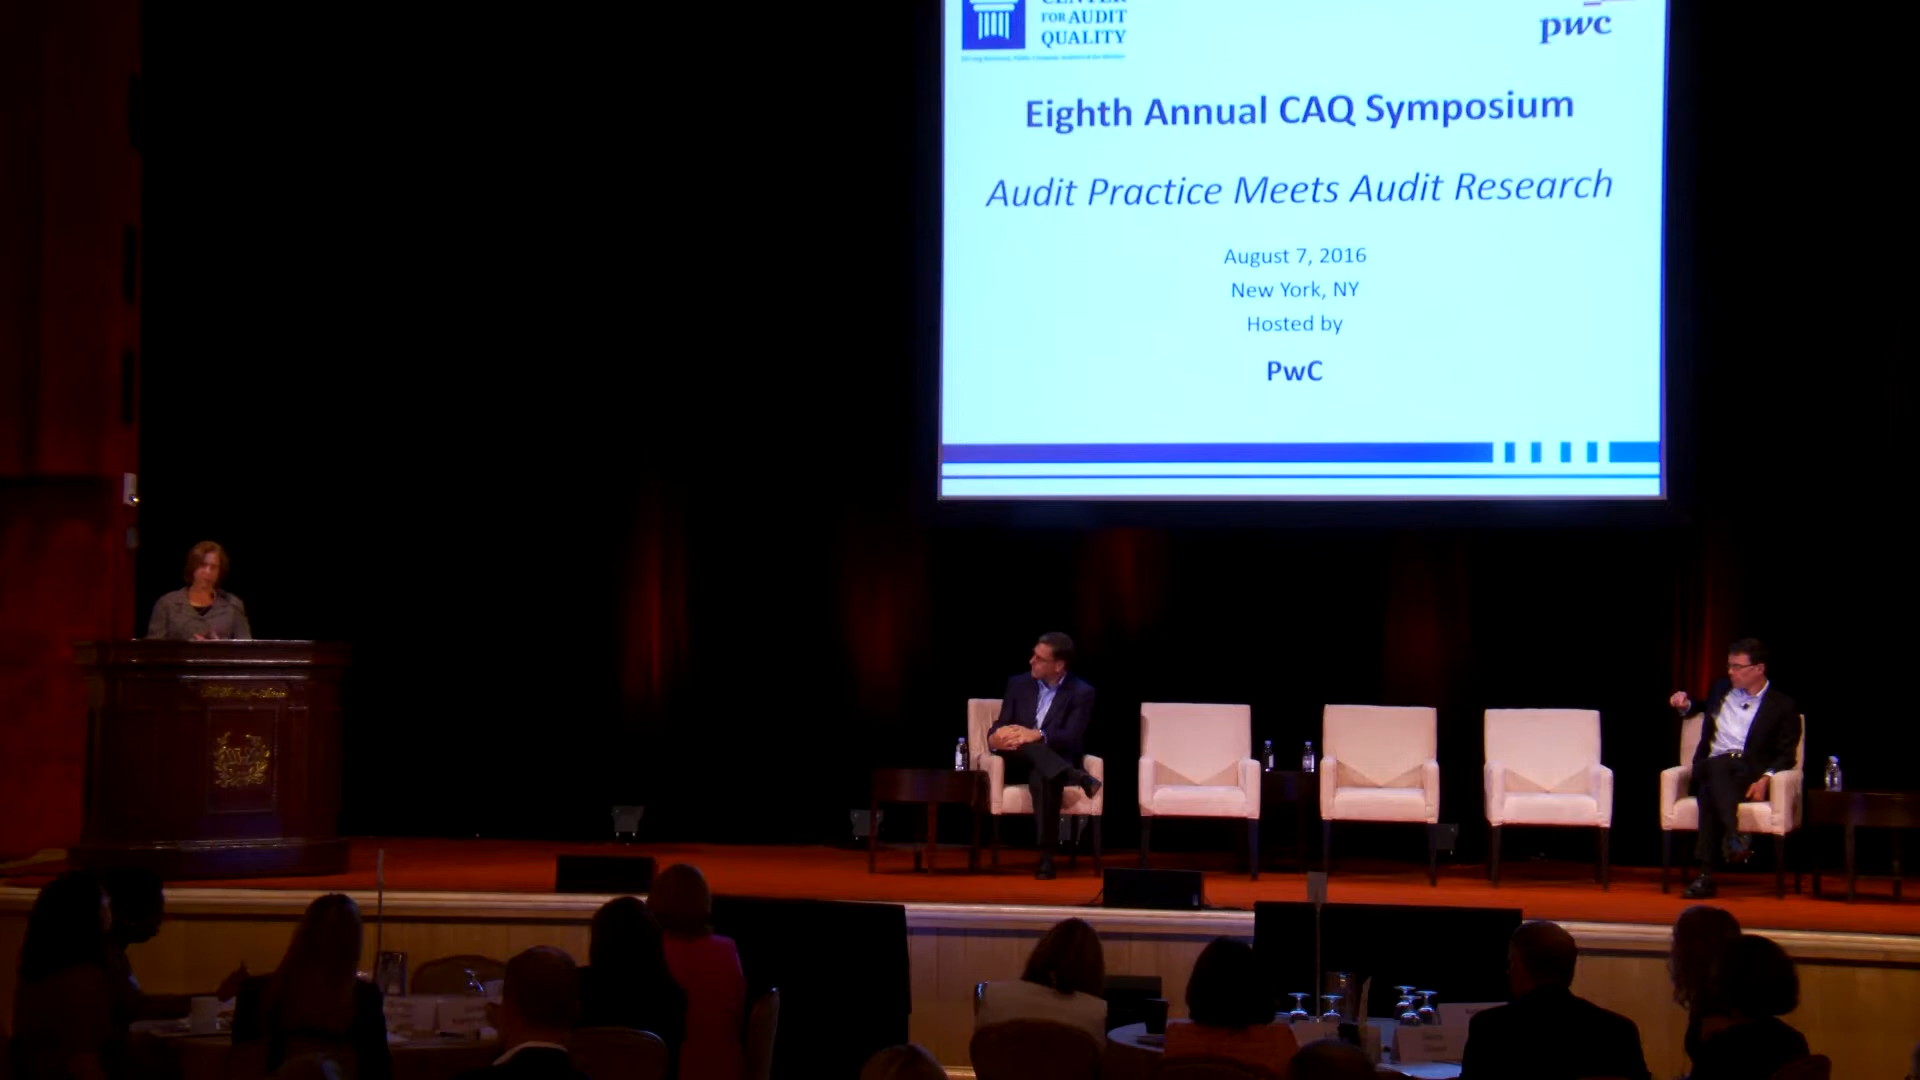 CENTER
FOR AUDIT
QUALITY
pwc
Eighth Annual CAQ Symposium
Audit Practice Meets Audit Research
August 7, 2016
New York, NY
Hosted by
PwC